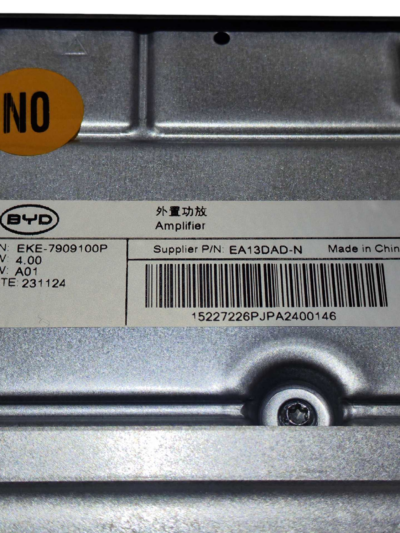 NO
BYD
外置功放
Amplifier
N: EKE-7909100P
Supplier P/N: EA13DAD-N
Made in China
V: 4.00
V: A01
TE: 231124
15227226PJPA2400146